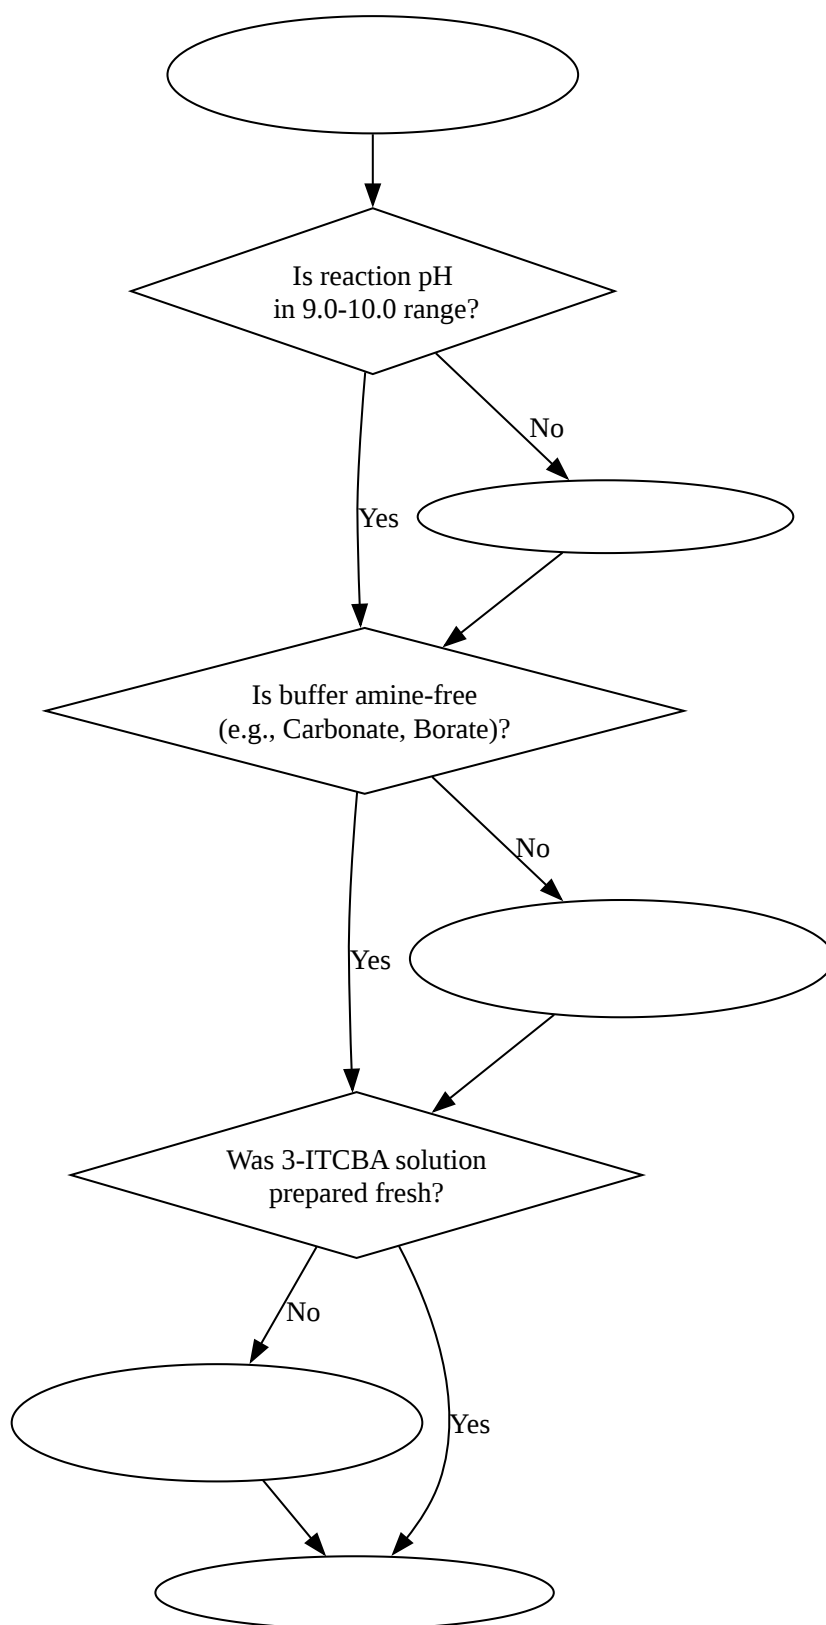 Is reaction pH
in 9.0-10.0 range?
No
Yes
Is buffer amine-free
(e.g., Carbonate, Borate)?
No
Yes
Was 3-ITCBA solution
prepared fresh?
No
Yes